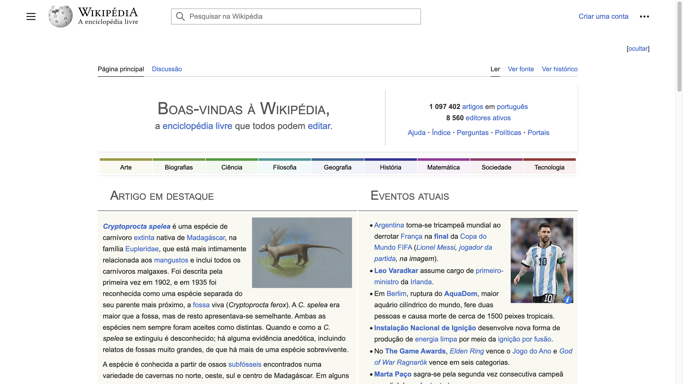 WIKIPÉDIA
A enciclopédia livre
Pesquisar na Wikipédia
Criar uma conta
[ocultar]
Página principal Discussão
Ler Ver fonte Ver histórico
Boas-vindas à Wikipédia,
a enciclopédia livre que todos podem editar.
1 097 402 artigos em português
8 560 editores ativos
Ajuda · Índice · Perguntas · Políticas · Portais
Arte Biografias Ciência Filosofia Geografia História Matemática Sociedade Tecnologia
Artigo em destaque
Cryptoprocta spelea é uma espécie de
carnívoro extinta nativa de Madagáscar, na
família Eupleridae, que está mais intimamente
relacionada aos mangustos e inclui todos os
carnívoros malgaxes. Foi descrita pela
primeira vez em 1902, e em 1935 foi
reconhecida como uma espécie separada do
seu parente mais próximo, a fossa viva (Cryptoprocta ferox). A C. spelea era
maior que a fossa, mas de resto apresentava-se semelhante. Ambas as
espécies nem sempre foram aceites como distintas. Quando e como a C.
spelea se extinguiu é desconhecido; há alguma evidência anedótica, incluindo
relatos de fossas muito grandes, de que há mais de uma espécie sobrevivente.
A espécie é conhecida a partir de ossos subfósseis encontrados numa
variedade de cavernas no norte, oeste, sul e centro de Madagáscar. Em alguns
Eventos atuais
Argentina torna-se tricampeã mundial ao
derrotar França na final da Copa do
Mundo FIFA (Lionel Messi, jogador da
partida, na imagem).
Leo Varadkar assume cargo de primeiro-
ministro da Irlanda.
Em Berlim, ruptura do AquaDom, maior
aquário cilíndrico do mundo, fere duas
pessoas e causa morte de cerca de 1500 peixes tropicais.
Instalação Nacional de Ignição desenvolve nova forma de
produção de energia limpa por meio da ignição por fusão.
No The Game Awards, Elden Ring vence o Jogo do Ano e God
of War Ragnarök vence em seis categorias.
Marta Paço sagra-se pela segunda vez consecutiva campeã